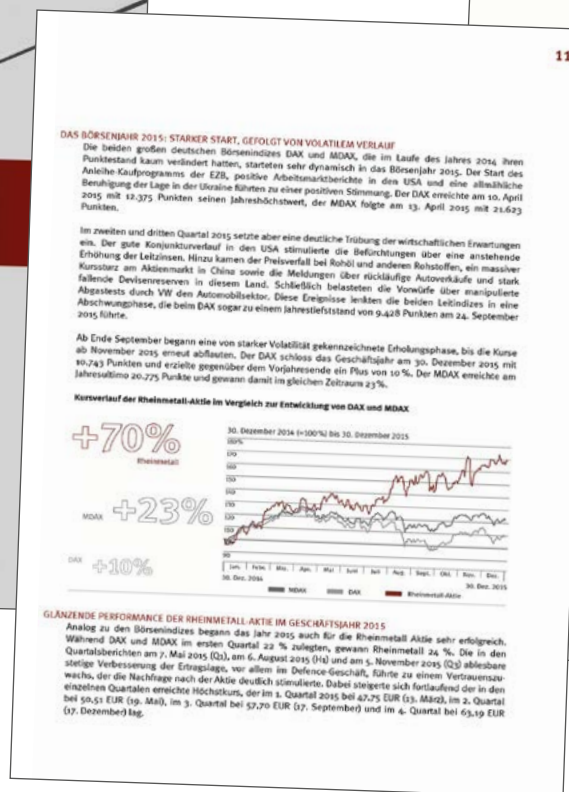 11
DAS BÖRSENJAHR 2015: STARKER START, GEFOLGT VON VOLATILEM VERLAUF
Die beiden großen deutschen Börsenindizes DAX und MDAX, die im Laufe des Jahres 2014 ihren
Punktestand kaum verändert hatten, starteten sehr dynamisch in das Börsenjahr 2015. Der Start des
Anleihe-Kaufprogramms der EZB, positive Arbeitsmarktberichte in den USA und eine allmähliche
Beruhigung der Lage in der Ukraine führten zu einer positiven Stimmung. Der DAX erreichte am 10. April
2015 mit 12.375 Punkten seinen Jahreshöchstwert, der MDAX folgte am 13. April 2015 mit 21.623
Punkten.
Im zweiten und dritten Quartal 2015 setzte aber eine deutliche Trübung der wirtschaftlichen Erwartungen
ein. Der gute Konjunkturverlauf in den USA stimulierte die Befürchtungen über eine anstehende
Erhöhung der Leitzinsen. Hinzu kamen der Preisverfall bei Rohöl und anderen Rohstoffen, ein massiver
Kurssturz am Aktienmarkt in China sowie die Meldungen über rückläufige Autoverkäufe und stark
fallende Devisenreserven in diesem Land. Schließlich belasteten die Vorwürfe über manipulierte
Abgastests durch VW den Automobilsektor. Diese Ereignisse lenkten die beiden Leitindizes in eine
Abschwungphase, die beim DAX sogar zu einem Jahrestiefststand von 9.428 Punkten am 24. September
2015 führte.
Ab Ende September begann eine von starker Volatilität gekennzeichnete Erholungsphase, bis die Kurse
ab November 2015 erneut abflauten. Der DAX schloss das Geschäftsjahr am 30. Dezember 2015 mit
10.743 Punkten und erzielte gegenüber dem Vorjahresende ein Plus von 10 %. Der MDAX erreichte am
Jahresultimo 20.775 Punkte und gewann damit im gleichen Zeitraum 23%.
Kursverlauf der Rheinmetall-Aktie im Vergleich zur Entwicklung von DAX und MDAX
+70%
Rheinmetall
MDAX +23%
DAX +10%
30. Dezember 2014 (=100%) bis 30. Dezember 2015
180%
170
160
150
140
130
120
110
90
Jan. Febr. Mrz. Apr. Mai Juni Juli Aug. Sept. Okt. Nov. Dez.
30. Dez. 2014 30. Dez. 2015
MDAX DAX Rheinmetall-Aktie
GLÄNZENDE PERFORMANCE DER RHEINMETALL-AKTIE IM GESCHÄFTSJAHR 2015
Analog zu den Börsenindizes begann das Jahr 2015 auch für die Rheinmetall Aktie sehr erfolgreich.
Während DAX und MDAX im ersten Quartal 22 % zulegten, gewann Rheinmetall 24 %. Die in den
Quartalsberichten am 7. Mai 2015 (Q1), am 6. August 2015 (H1) und am 5. November 2015 (Q3) ablesbare
stetige Verbesserung der Ertragslage, vor allem im Defence-Geschäft, führte zu einem Vertrauenszu-
wachs, der die Nachfrage nach der Aktie deutlich stimulierte. Dabei steigerte sich fortlaufend der in den
einzelnen Quartalen erreichte Höchstkurs, der im 1. Quartal 2015 bei 47,75 EUR (13. März), im 2. Quartal
bei 50,51 EUR (19. Mai), im 3. Quartal bei 57,70 EUR (17. September) und im 4. Quartal bei 63,19 EUR
(17. Dezember) lag.